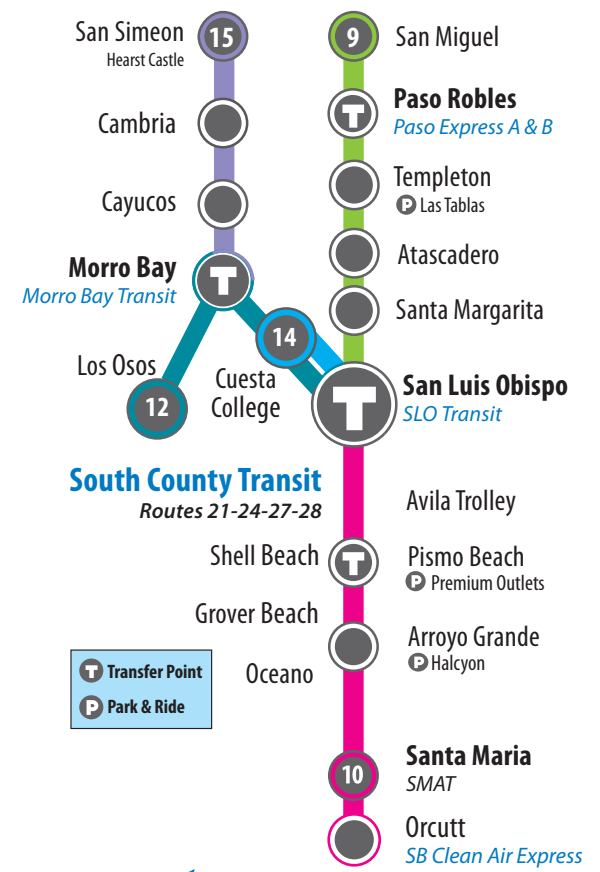 15
San Simeon
Hearst Castle
Cambria
Cayucos
Morro Bay
Morro Bay Transit
T
Los Osos
12
14
Cuesta
College
9
San Miguel
T
Paso Robles
Paso Express A & B
Templeton
P Las Tablas
Atascadero
Santa Margarita
T
San Luis Obispo
SLO Transit
South County Transit
Routes 21-24-27-28
Avila Trolley
Shell Beach
T
Pismo Beach
P Premium Outlets
Grover Beach
Arroyo Grande
P Halcyon
Oceano
T Transfer Point
P Park & Ride
10
Santa Maria
SMAT
Orcutt
SB Clean Air Express